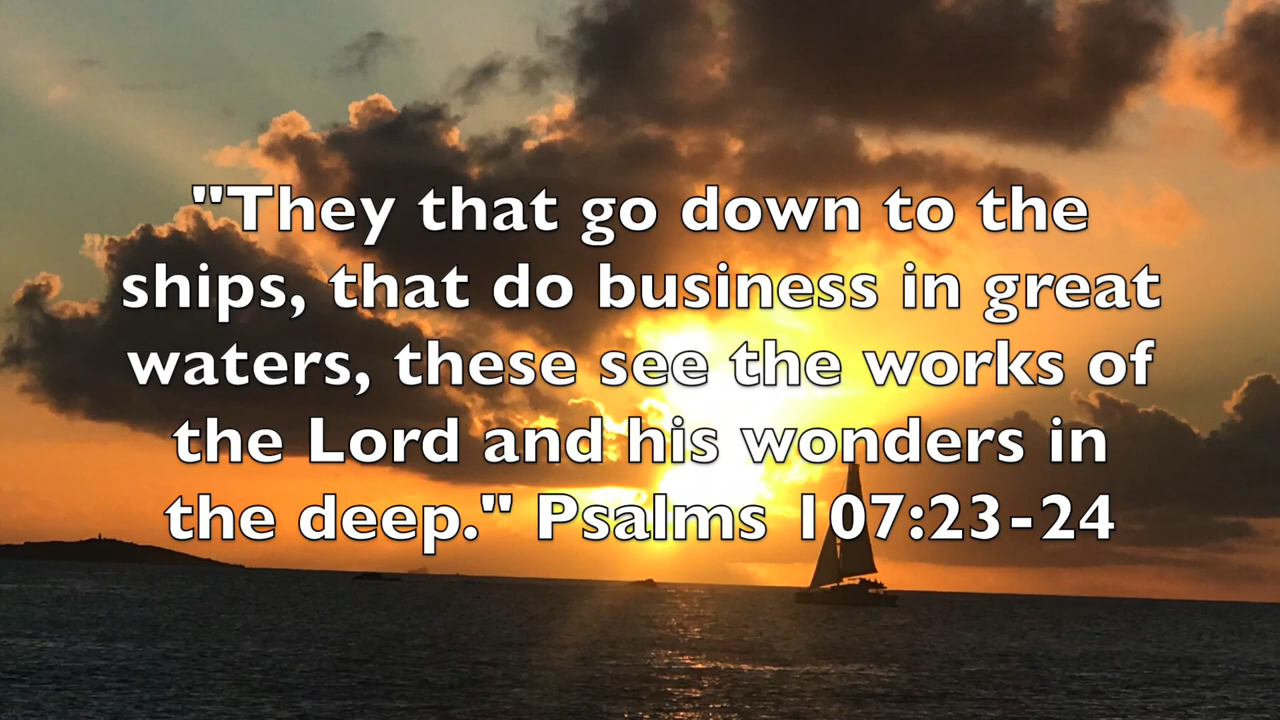 "They that go down to the
ships, that do business in great
waters, these see the works of
the Lord and his wonders in
the deep." Psalms 107:23-24